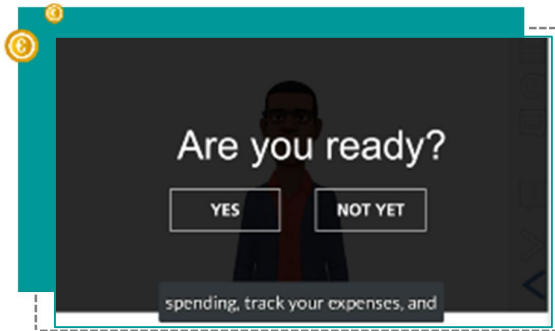 Are you ready?
YES NOT YET
spending, track your expenses, and